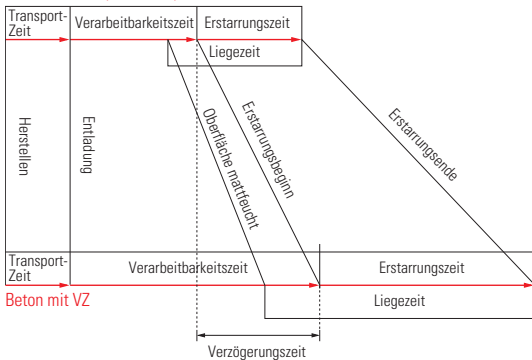 Transport-
Zeit
Verarbeitbarkeitszeit
Erstarrungszeit
Liegezeit
Herstellen
Entladung
Oberfläche mattfeucht
Erstarrungsbeginn
Erstarrungsende
Transport-
Zeit
Verarbeitbarkeitszeit
Erstarrungszeit
Beton mit VZ
Liegezeit
Verzögerungszeit